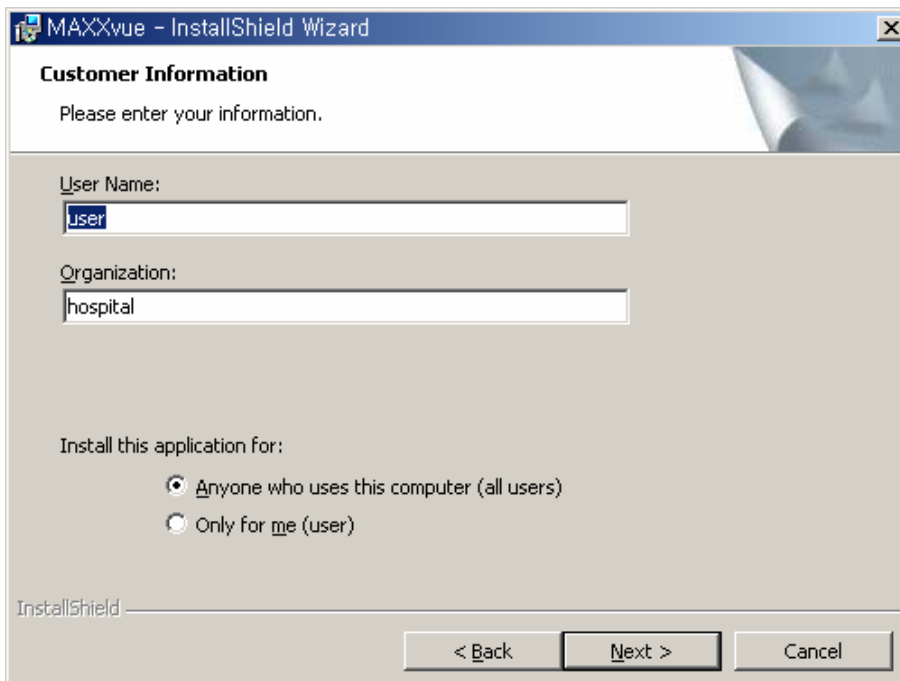 MAXXvue - InstallShield Wizard
Customer Information
Please enter your information.
User Name:
user
Organization:
hospital
Install this application for:
Anyone who uses this computer (all users)
Only for me (user)
InstallShield
< Back
Next >
Cancel